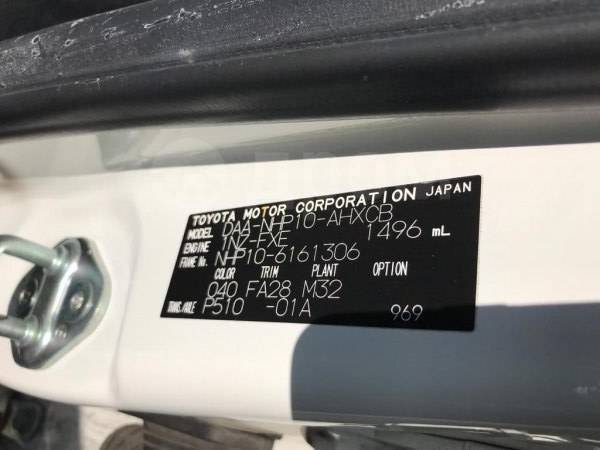 TOYOTA MOTOR CORPORATION JAPAN
MODEL DAA-NHP10-AHXCB
ENGINE 1NZ-FXE 1496 mL
FRAME No. NHP10-6161306
COLOR TRIM PLANT OPTION
040 FA28 M32
TRANS./AXLE P510 -01A 969